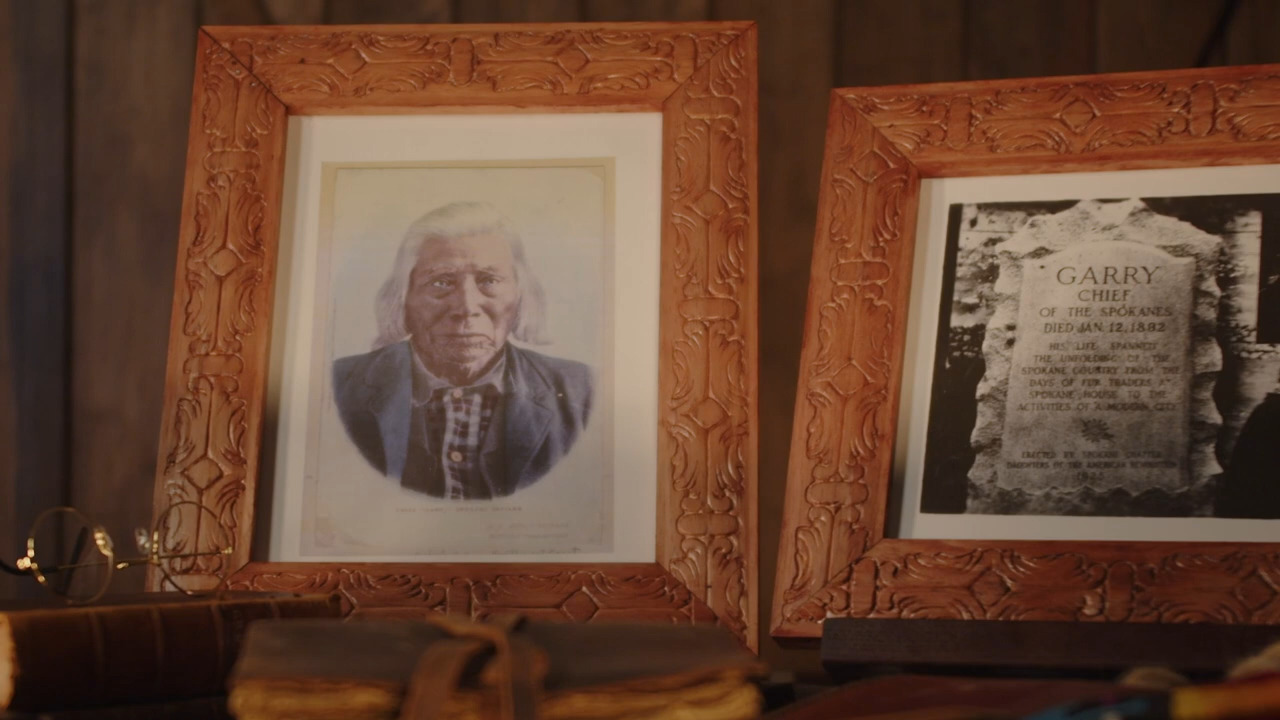 GARRY
CHIEF
OF THE SPOKANES
DIED JAN 12, 1892
HIS LIFE SPANNED
THE UNFOLDING OF THE
SPOKANE COUNTRY FROM THE
DAYS OF FUR TRADERS AT
SPOKANE HOUSE TO THE
ACTIVITIES OF A MODERN CITY
ERECTED BY SPOKANE CHAPTER
DAUGHTERS OF THE AMERICAN REVOLUTION